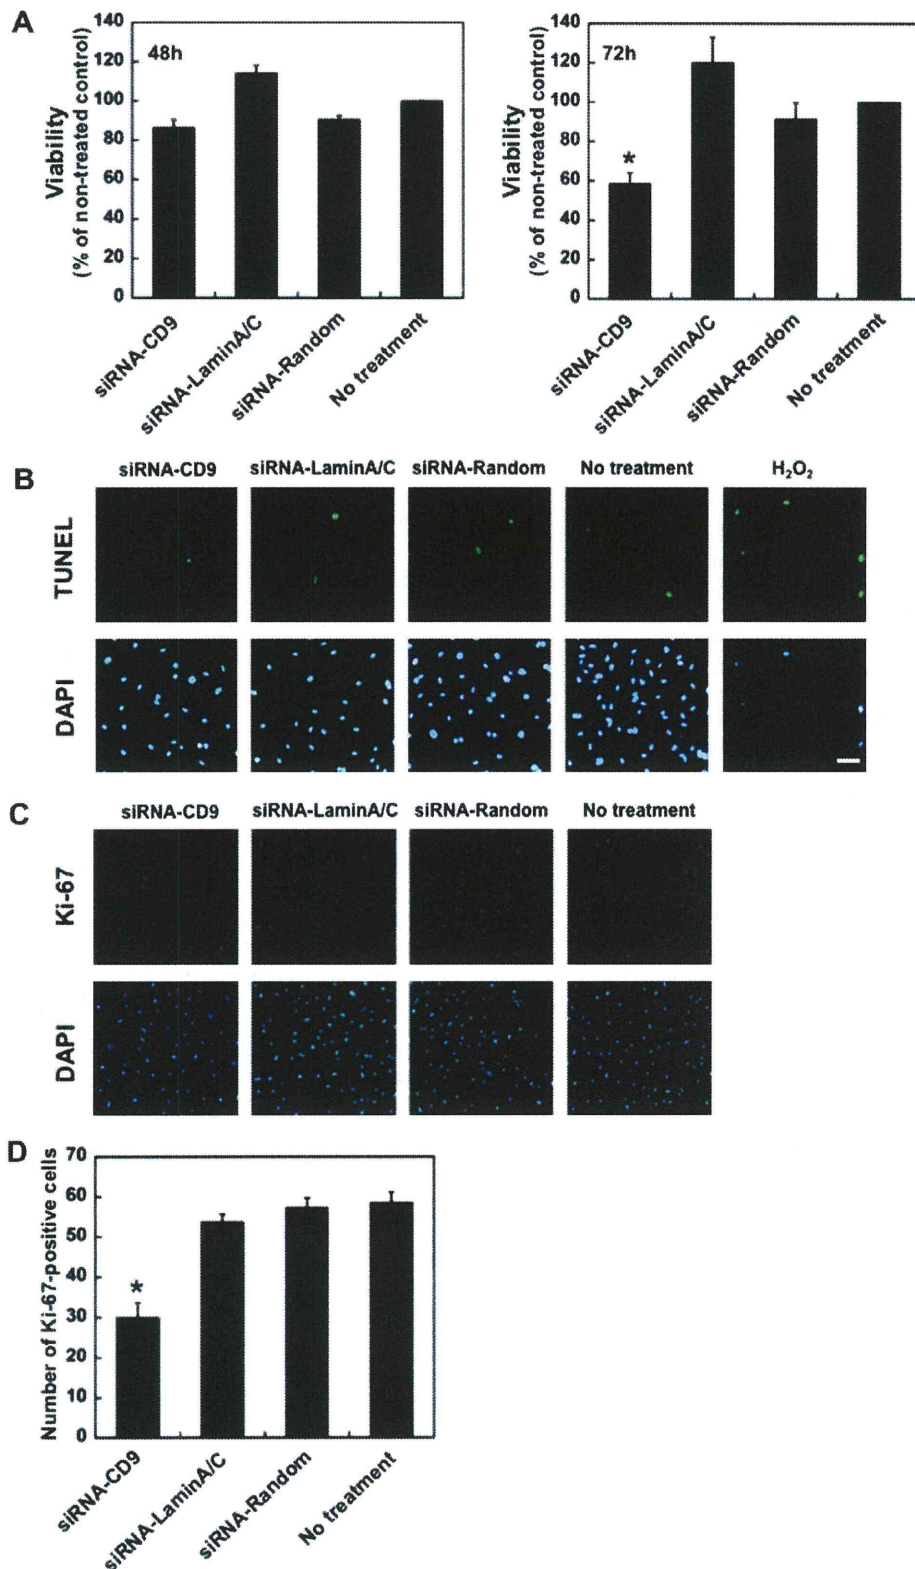 A
Viability
(% of non-treated control)
140
120
100
80
60
40
20
0
48h
siRNA-CD9
siRNA-LaminA/C
siRNA-Random
No treatment
Viability
(% of non-treated control)
140
120
100
80
60
40
20
0
72h
*
siRNA-CD9
siRNA-LaminA/C
siRNA-Random
No treatment
B
siRNA-CD9 siRNA-LaminA/C siRNA-Random No treatment H₂O₂
TUNEL
DAPI
C
siRNA-CD9 siRNA-LaminA/C siRNA-Random No treatment
Ki-67
DAPI
D
Number of Ki-67-positive cells
70
60
50
40
30
20
10
0
*
siRNA-CD9
siRNA-LaminA/C
siRNA-Random
No treatment